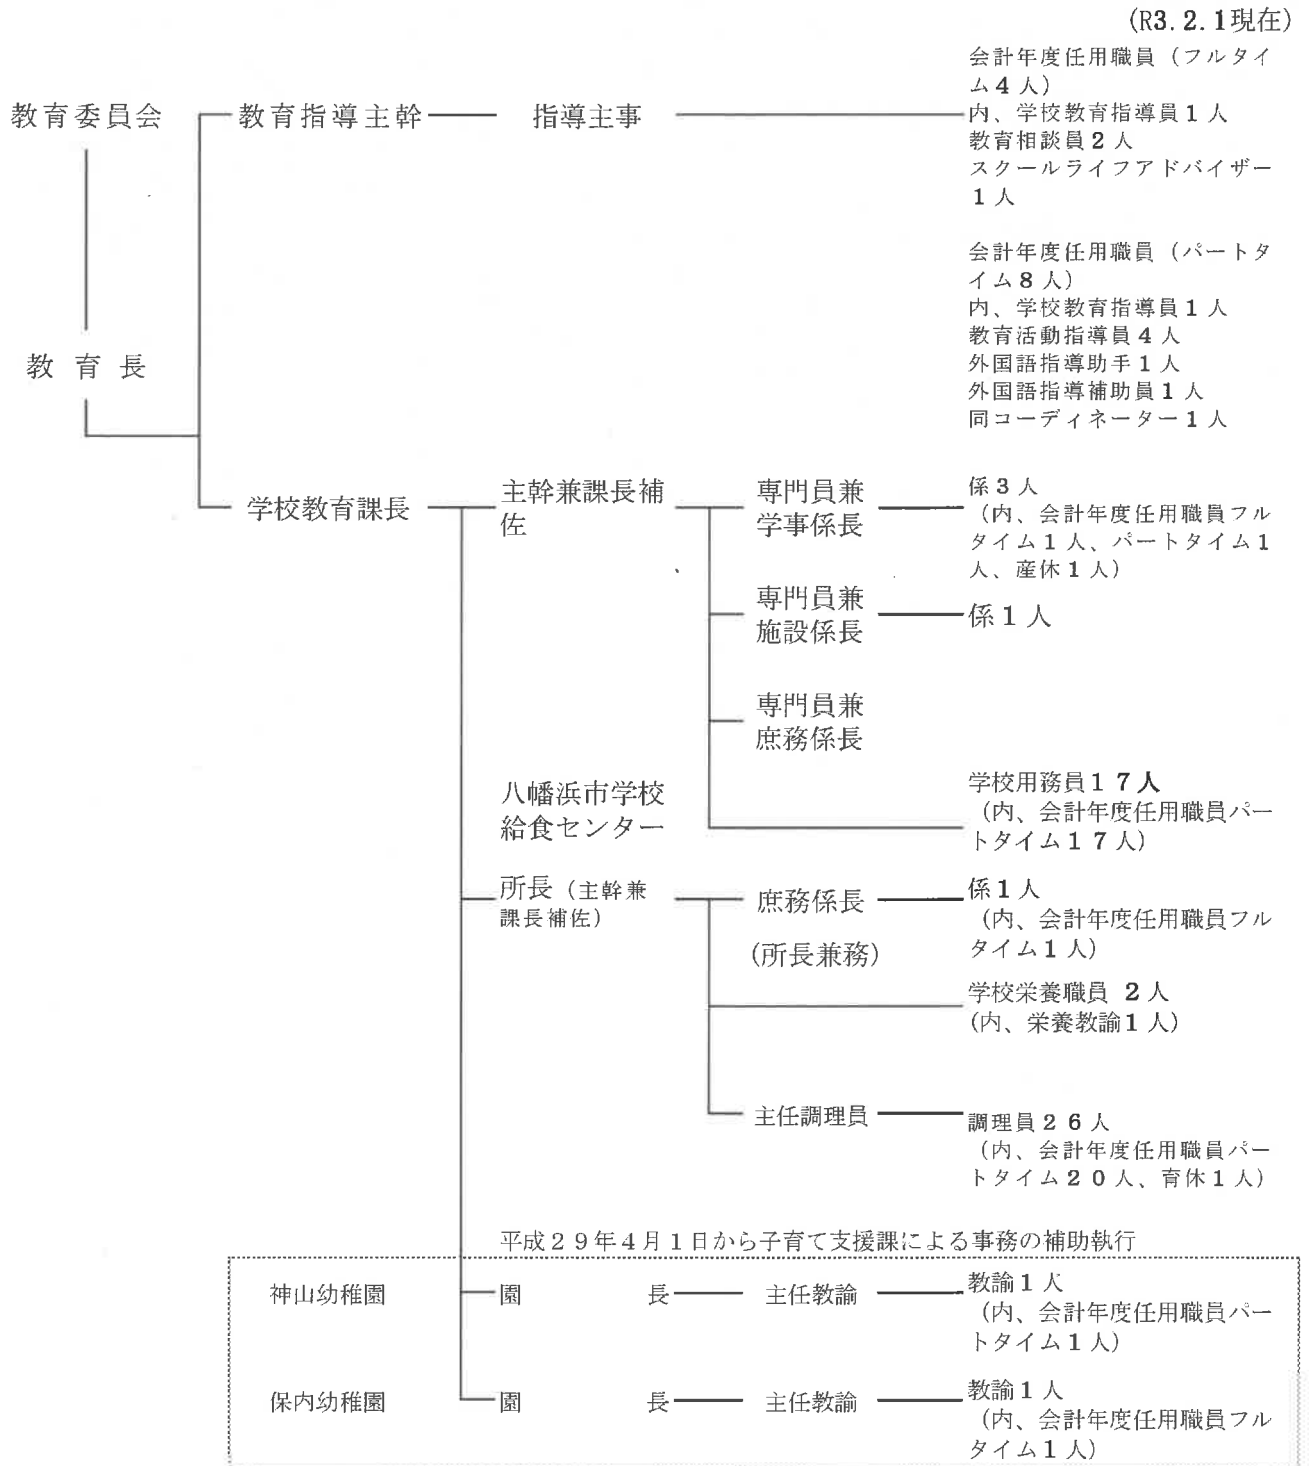 (R3.2.1現在)
教育委員会
教育指導主幹
指導主事
会計年度任用職員（フルタイ
ム4人）
内、学校教育指導員1人
教育相談員2人
スクールライフアドバイザー
1人
会計年度任用職員（パートタ
イム8人）
内、学校教育指導員1人
教育活動指導員4人
外国語指導助手1人
外国語指導補助員1人
同コーディネーター1人
教育長
学校教育課長
主幹兼課長補
佐
専門員兼
学事係長
係3人
（内、会計年度任用職員フル
タイム1人、パートタイム1
人、産休1人）
専門員兼
施設係長
係1人
専門員兼
庶務係長
学校用務員17人
（内、会計年度任用職員パー
トタイム17人）
八幡浜市学校
給食センター
所長（主幹兼
課長補佐）
庶務係長
(所長兼務)
係1人
（内、会計年度任用職員フル
タイム1人）
学校栄養職員 2人
(内、栄養教諭1人)
主任調理員
調理員26人
（内、会計年度任用職員パー
トタイム20人、育休1人）
平成29年4月1日から子育て支援課による事務の補助執行
神山幼稚園
園長
主任教諭
教諭1人
（内、会計年度任用職員パー
トタイム1人）
保内幼稚園
園長
主任教諭
教諭1人
（内、会計年度任用職員フル
タイム1人）